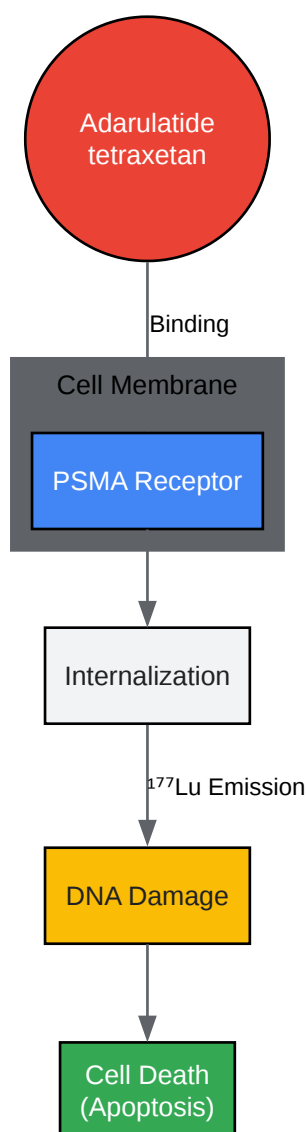 Adarulatide
tetraxetan
Binding
Cell Membrane
PSMA Receptor
Internalization
¹⁷⁷Lu Emission
DNA Damage
Cell Death
(Apoptosis)